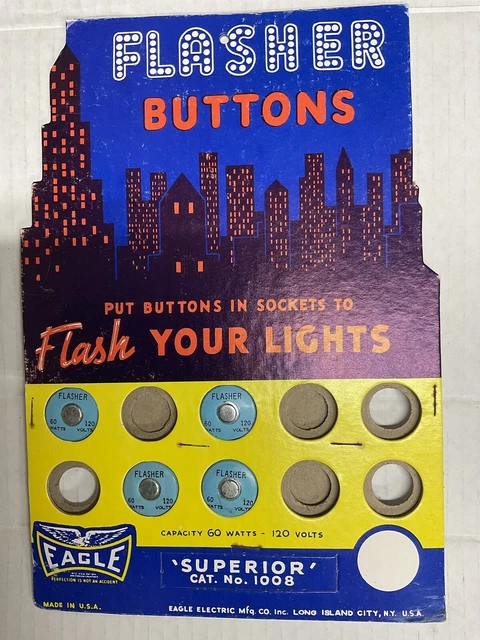 FLASHER
BUTTONS
PUT BUTTONS IN SOCKETS TO
Flash YOUR LIGHTS
FLASHER
60 WATTS 120 VOLTS
FLASHER
60 WATTS 120 VOLTS
FLASHER
60 WATTS 120 VOLTS
FLASHER
60 WATTS 120 VOLTS
CAPACITY 60 WATTS - 120 VOLTS
EAGLE
PERFECTION IS NOT AN ACCIDENT
'SUPERIOR'
CAT. No. 1008
MADE IN U.S.A.
EAGLE ELECTRIC Mfg. CO. Inc. LONG ISLAND CITY, N.Y. U.S.A.